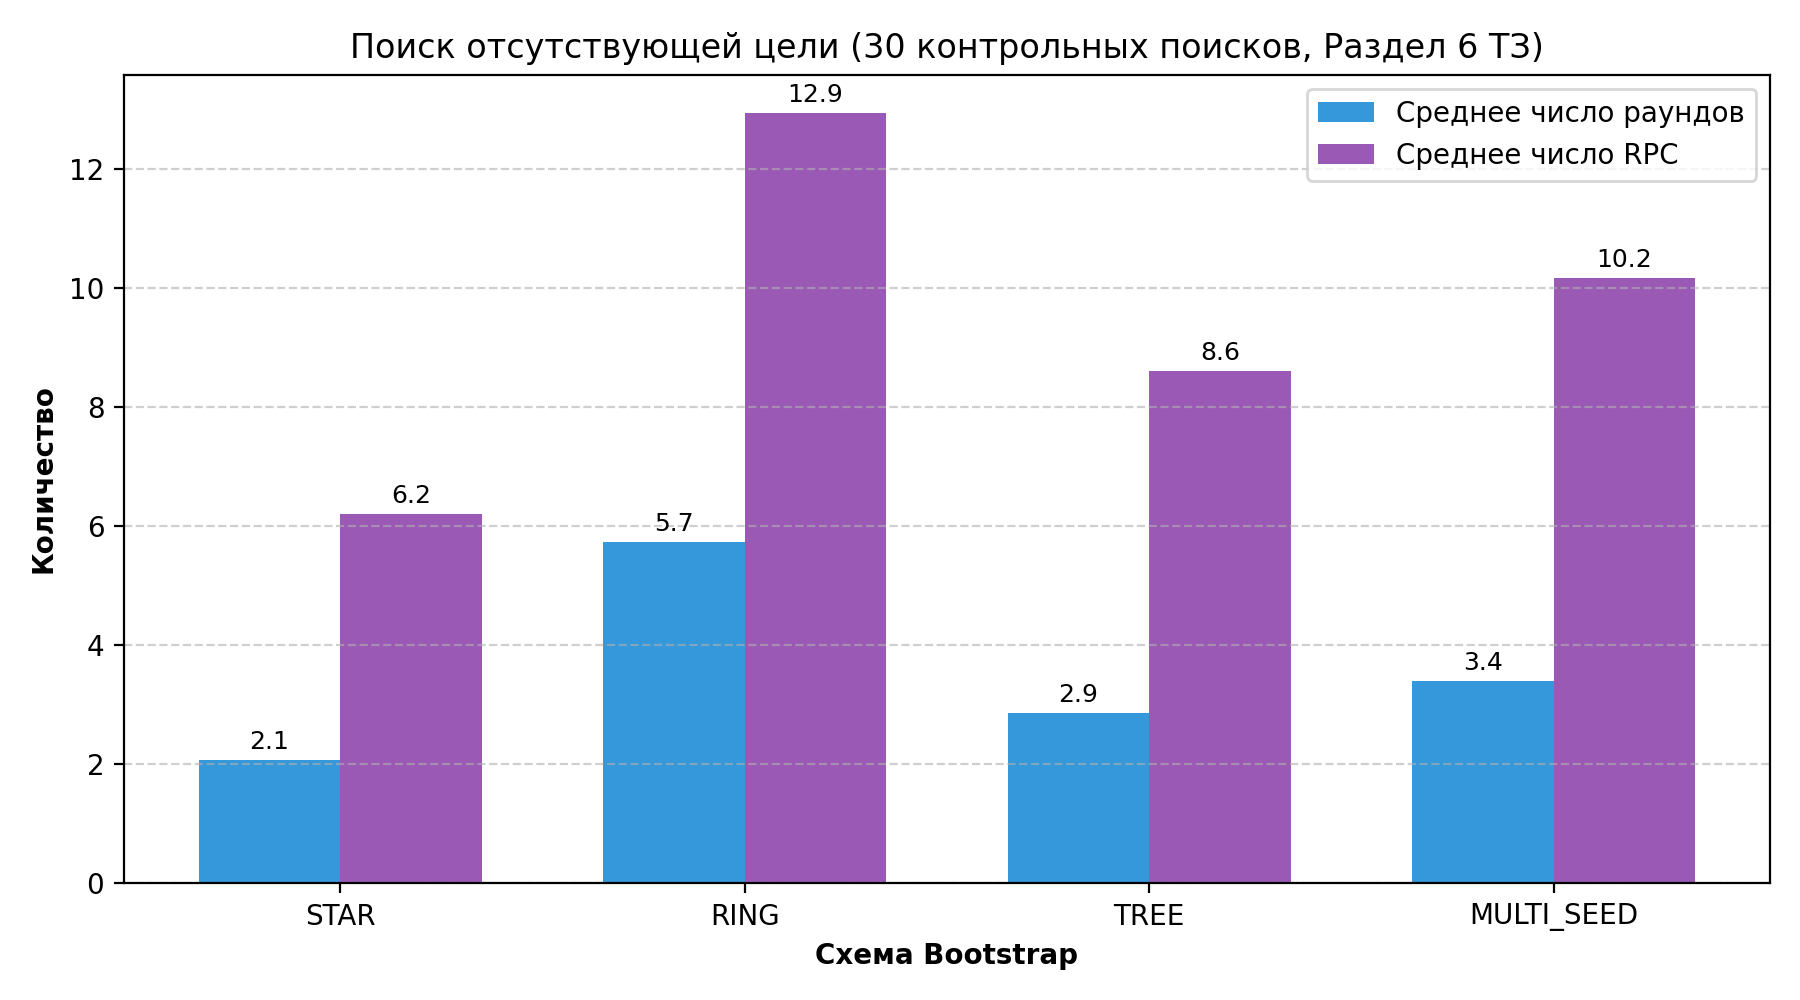 Поиск отсутствующей цели (30 контрольных поисков, Раздел 6 ТЗ)
Среднее число раундов
Среднее число RPC
Количество
12
10
8
6
4
2
0
2.1
6.2
5.7
12.9
2.9
8.6
3.4
10.2
STAR
RING
TREE
MULTI_SEED
Схема Bootstrap